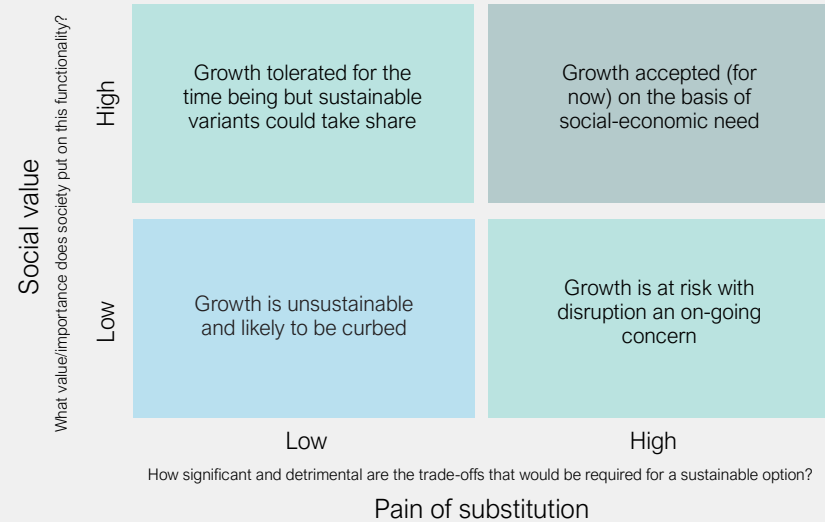 Social value
What value/importance does society put on this functionality?
High
Growth tolerated for the
time being but sustainable
variants could take share
Growth accepted (for
now) on the basis of
social-economic need
Low
Growth is unsustainable
and likely to be curbed
Growth is at risk with
disruption an on-going
concern
Low
High
How significant and detrimental are the trade-offs that would be required for a sustainable option?
Pain of substitution